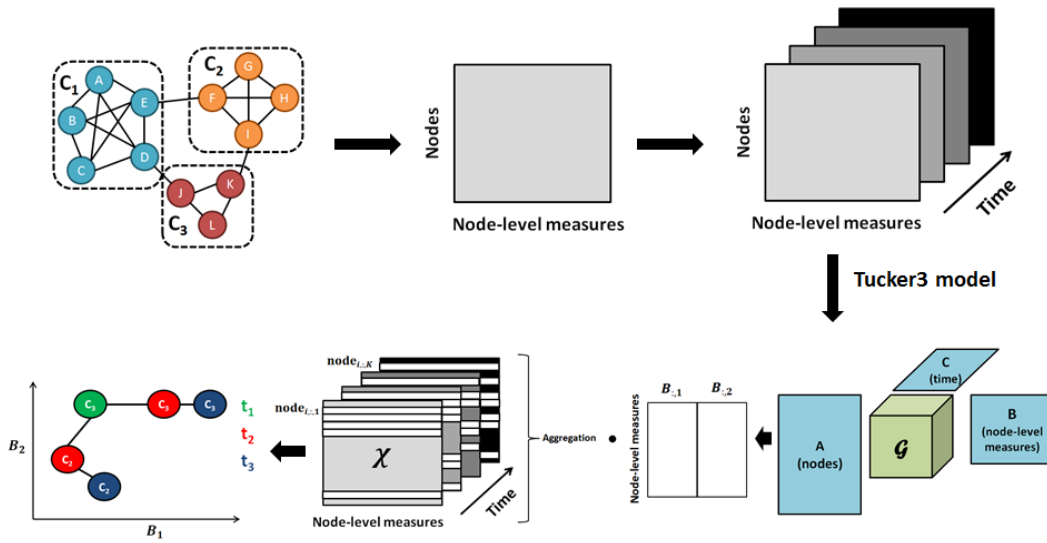 C1
A
B
C
D
E
C2
G
F
H
I
J
K
L
C3
Nodes
Node-level measures
Nodes
Node-level measures
Time
Tucker3 model
B2
C3
C3
C3
C2
C2
B1
t1
t2
t3
node i,:,K
node i,:,1
χ
Node-level measures
Time
Aggregation
•
B:,1
B:,2
Node-level measures
A
(nodes)
C
(time)
𝓖
B
(node-level
measures)